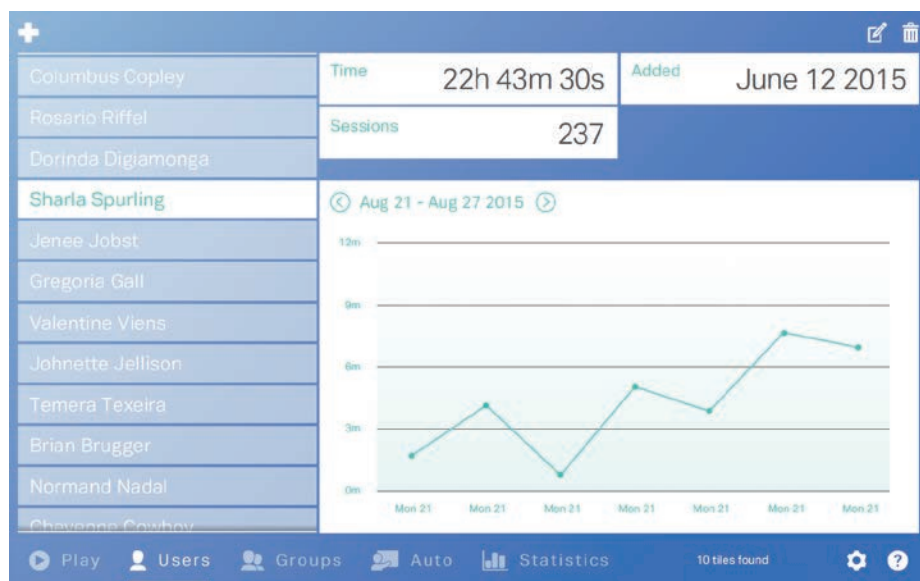 Columbus Copley
Rosario Riffel
Dorinda Digiamonga
Sharla Spurling
Jenee Jobst
Gregoria Gall
Valentine Viens
Johnette Jellison
Temera Texeira
Brian Brugger
Normand Nadal
Cheyenne Cowboy
Time 22h 43m 30s
Added June 12 2015
Sessions 237
Aug 21 - Aug 27 2015
12m
9m
6m
3m
0m
Mon 21 Mon 21 Mon 21 Mon 21 Mon 21 Mon 21 Mon 21
Play Users Groups Auto Statistics 10 tiles found ?